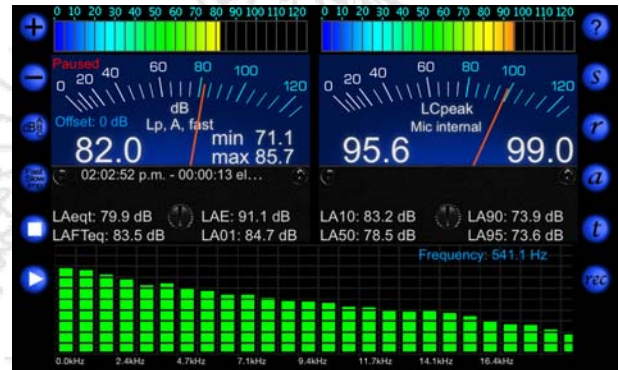 0 10 20 30 40 50 60 70 80 90 100 110 120
0 10 20 30 40 50 60 70 80 90 100 110 120
?
Paused
0 20 40 60 80 100 120
0 20 40 60 80 100 120
s
dB
Lp, A, fast
LCpeak
Mic internal
Offset: 0 dB
r
82.0
min 71.1
max 85.7
95.6
99.0
02:02:52 p.m. - 00:00:13 el...
a
LAeqt: 79.9 dB
LAE: 91.1 dB
LA10: 83.2 dB
LA90: 73.9 dB
t
LAFTeq: 83.5 dB
LA01: 84.7 dB
LA50: 78.5 dB
LA95: 73.6 dB
Frequency: 541.1 Hz
rec
0.0kHz 2.4kHz 4.7kHz 7.1kHz 9.4kHz 11.7kHz 14.1kHz 16.4kHz